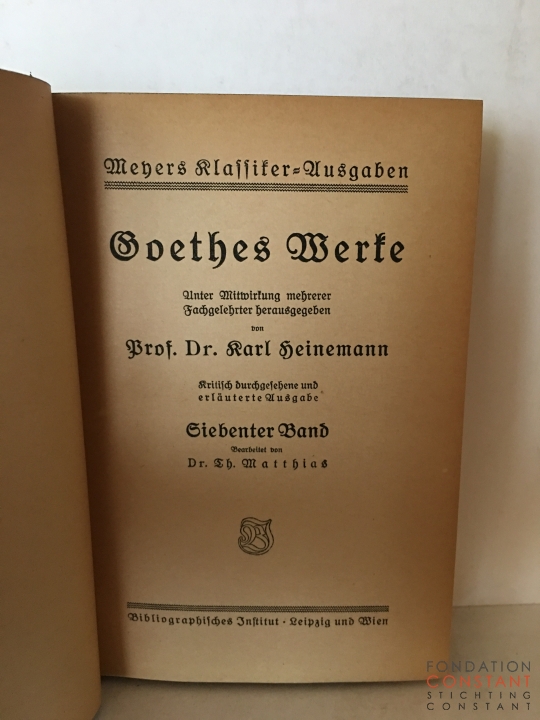 Meyers Klassiker-Ausgaben
Goethes Werke
Unter Mitwirkung mehrerer
Fachgelehrter herausgegeben
von
Prof. Dr. Karl Heinemann
Kritisch durchgesehene und
erläuterte Ausgabe
Siebenter Band
Bearbeitet von
Dr. Th. Matthias
Bibliographisches Institut · Leipzig und Wien
FONDATION
CONSTANT
STICHTING
CONSTANT